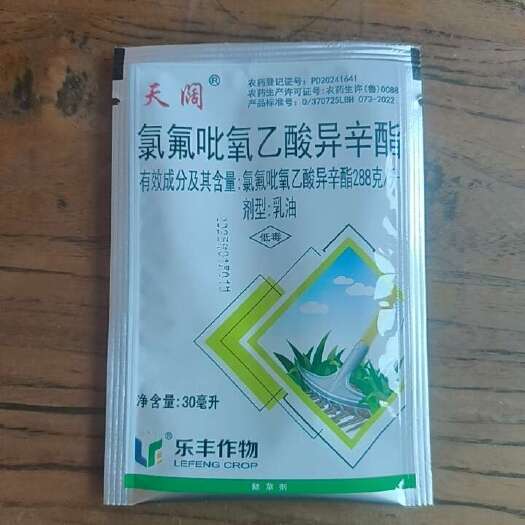 天阔®
农药登记证号：PD20241641
农药生产许可证号：农药生许（鲁）0088
产品标准号：Q/370725LBH 073-2022
氯氟吡氧乙酸异辛酯
有效成分及其含量：氯氟吡氧乙酸异辛酯288克/
剂型：乳油
低毒
净含量：30毫升
®
乐丰作物
LEFENG CROP
除草剂